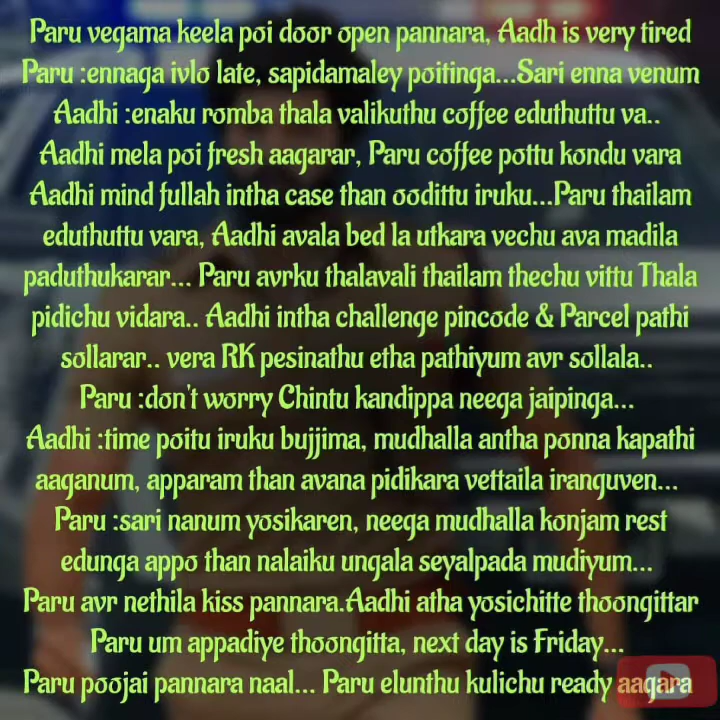 Paru vegama keela poi door open pannara, Aadh is very tired
Paru :ennaga ivlo late, sapidamaley poitinga...Sari enna venum
Aadhi :enaku romba thala valikuthu coffee eduthuttu va..
Aadhi mela poi fresh aagarar, Paru coffee pottu kondu vara
Aadhi mind fullah intha case than oodittu iruku...Paru thailam
eduthuttu vara, Aadhi avala bed la utkara vechu ava madila
paduthukarar... Paru avrku thalavali thailam thechu vittu Thala
pidichu vidara.. Aadhi intha challenge pincode & Parcel pathi
sollarar.. vera RK pesinathu etha pathiyum avr sollala..
Paru :don't worry Chintu kandippa neega jaipinga...
Aadhi :time poitu iruku bujjima, mudhalla antha ponna kapathi
aaganum, apparam than avana pidikara vettaila iranguven...
Paru :sari nanum yosikaren, neega mudhalla konjam rest
edunga appo than nalaiku ungala seyalpada mudiyum...
Paru avr nethila kiss pannara.Aadhi atha yosichitte thoongittar
Paru um appadiye thoongitta, next day is Friday...
Paru poojai pannara naal... Paru elunthu kulichu ready aagara